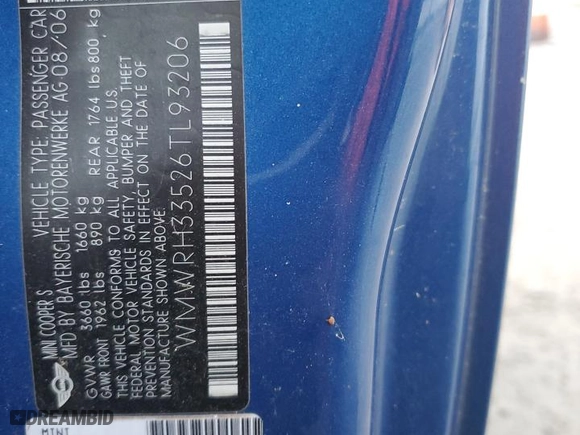 MINI COOPER S VEHICLE TYPE: PASSENGER CAR
MFD BY BAYERISCHE MOTORENWERKE AG 08/06
GVWR 3660 lbs 1660 kg
GAWR FRONT 1962 lbs 890 kg REAR 1764 lbs 800 kg
THIS VEHICLE CONFORMS TO ALL APPLICABLE U.S.
FEDERAL MOTOR VEHICLE SAFETY, BUMPER AND THEFT
PREVENTION STANDARDS IN EFFECT ON THE DATE OF
MANUFACTURE SHOWN ABOVE.
WMWRH33526TL93206
MINI
DREAMBID